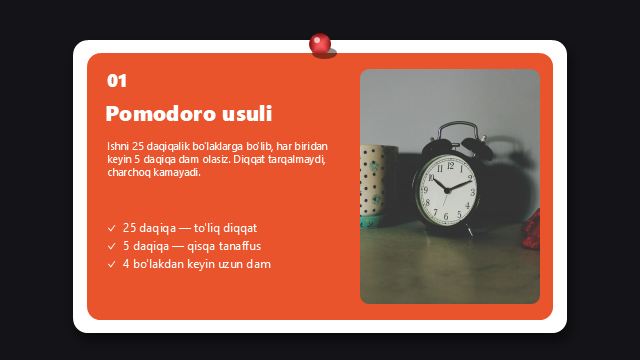 01
Pomodoro usuli
Ishni 25 daqiqalik bo'laklarga bo'lib, har biridan
keyin 5 daqiqa dam olasiz. Diqqat tarqalmaydi,
charchoq kamayadi.
✓ 25 daqiqa — to'liq diqqat
✓ 5 daqiqa — qisqa tanaffus
✓ 4 bo'lakdan keyin uzun dam